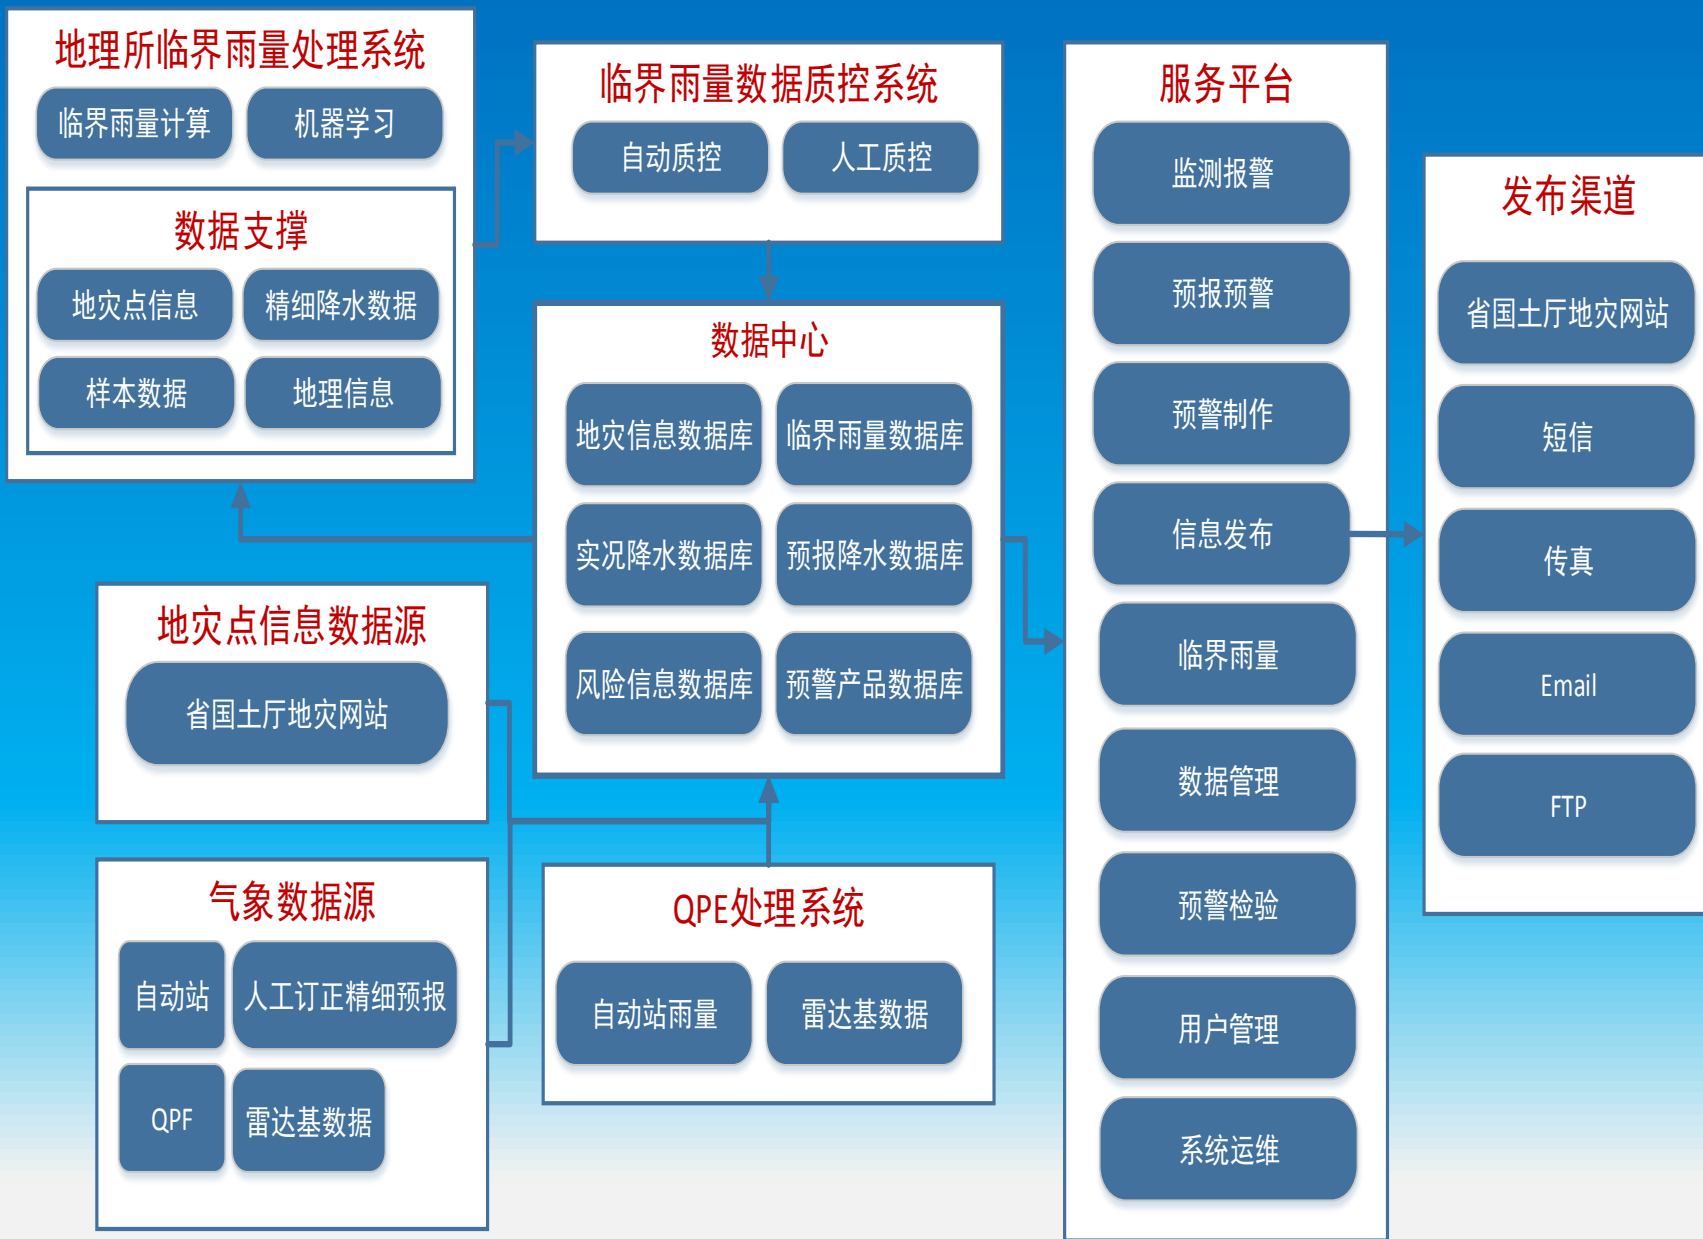 地理所临界雨量处理系统
临界雨量计算
机器学习
数据支撑
地灾点信息
精细降水数据
样本数据
地理信息
临界雨量数据质控系统
自动质控
人工质控
数据中心
地灾信息数据库
临界雨量数据库
实况降水数据库
预报降水数据库
风险信息数据库
预警产品数据库
地灾点信息数据源
省国土厅地灾网站
气象数据源
自动站
人工订正精细预报
QPF
雷达基数据
QPE处理系统
自动站雨量
雷达基数据
服务平台
监测报警
预报预警
预警制作
信息发布
临界雨量
数据管理
预警检验
用户管理
系统运维
发布渠道
省国土厅地灾网站
短信
传真
Email
FTP